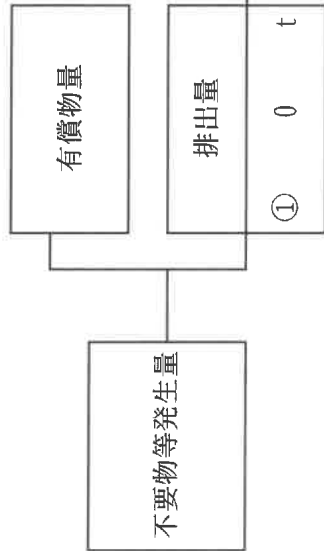 不要物等発生量
有償物量
排出量
① 0 t